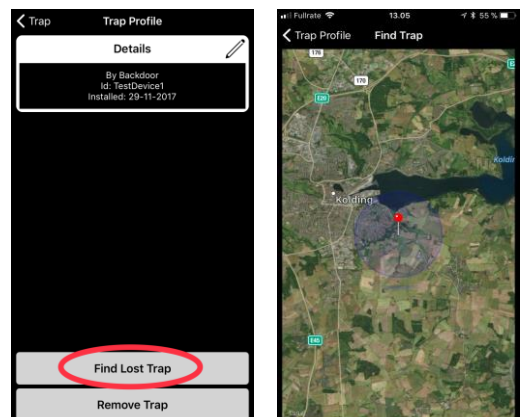 Trap
Trap Profile
Details
By Backdoor
Id: TestDevice1
Installed: 29-11-2017
Find Lost Trap
Remove Trap
Fullrate
13.05
55 %
Trap Profile
Find Trap
176
170
E20
Kolding
E45